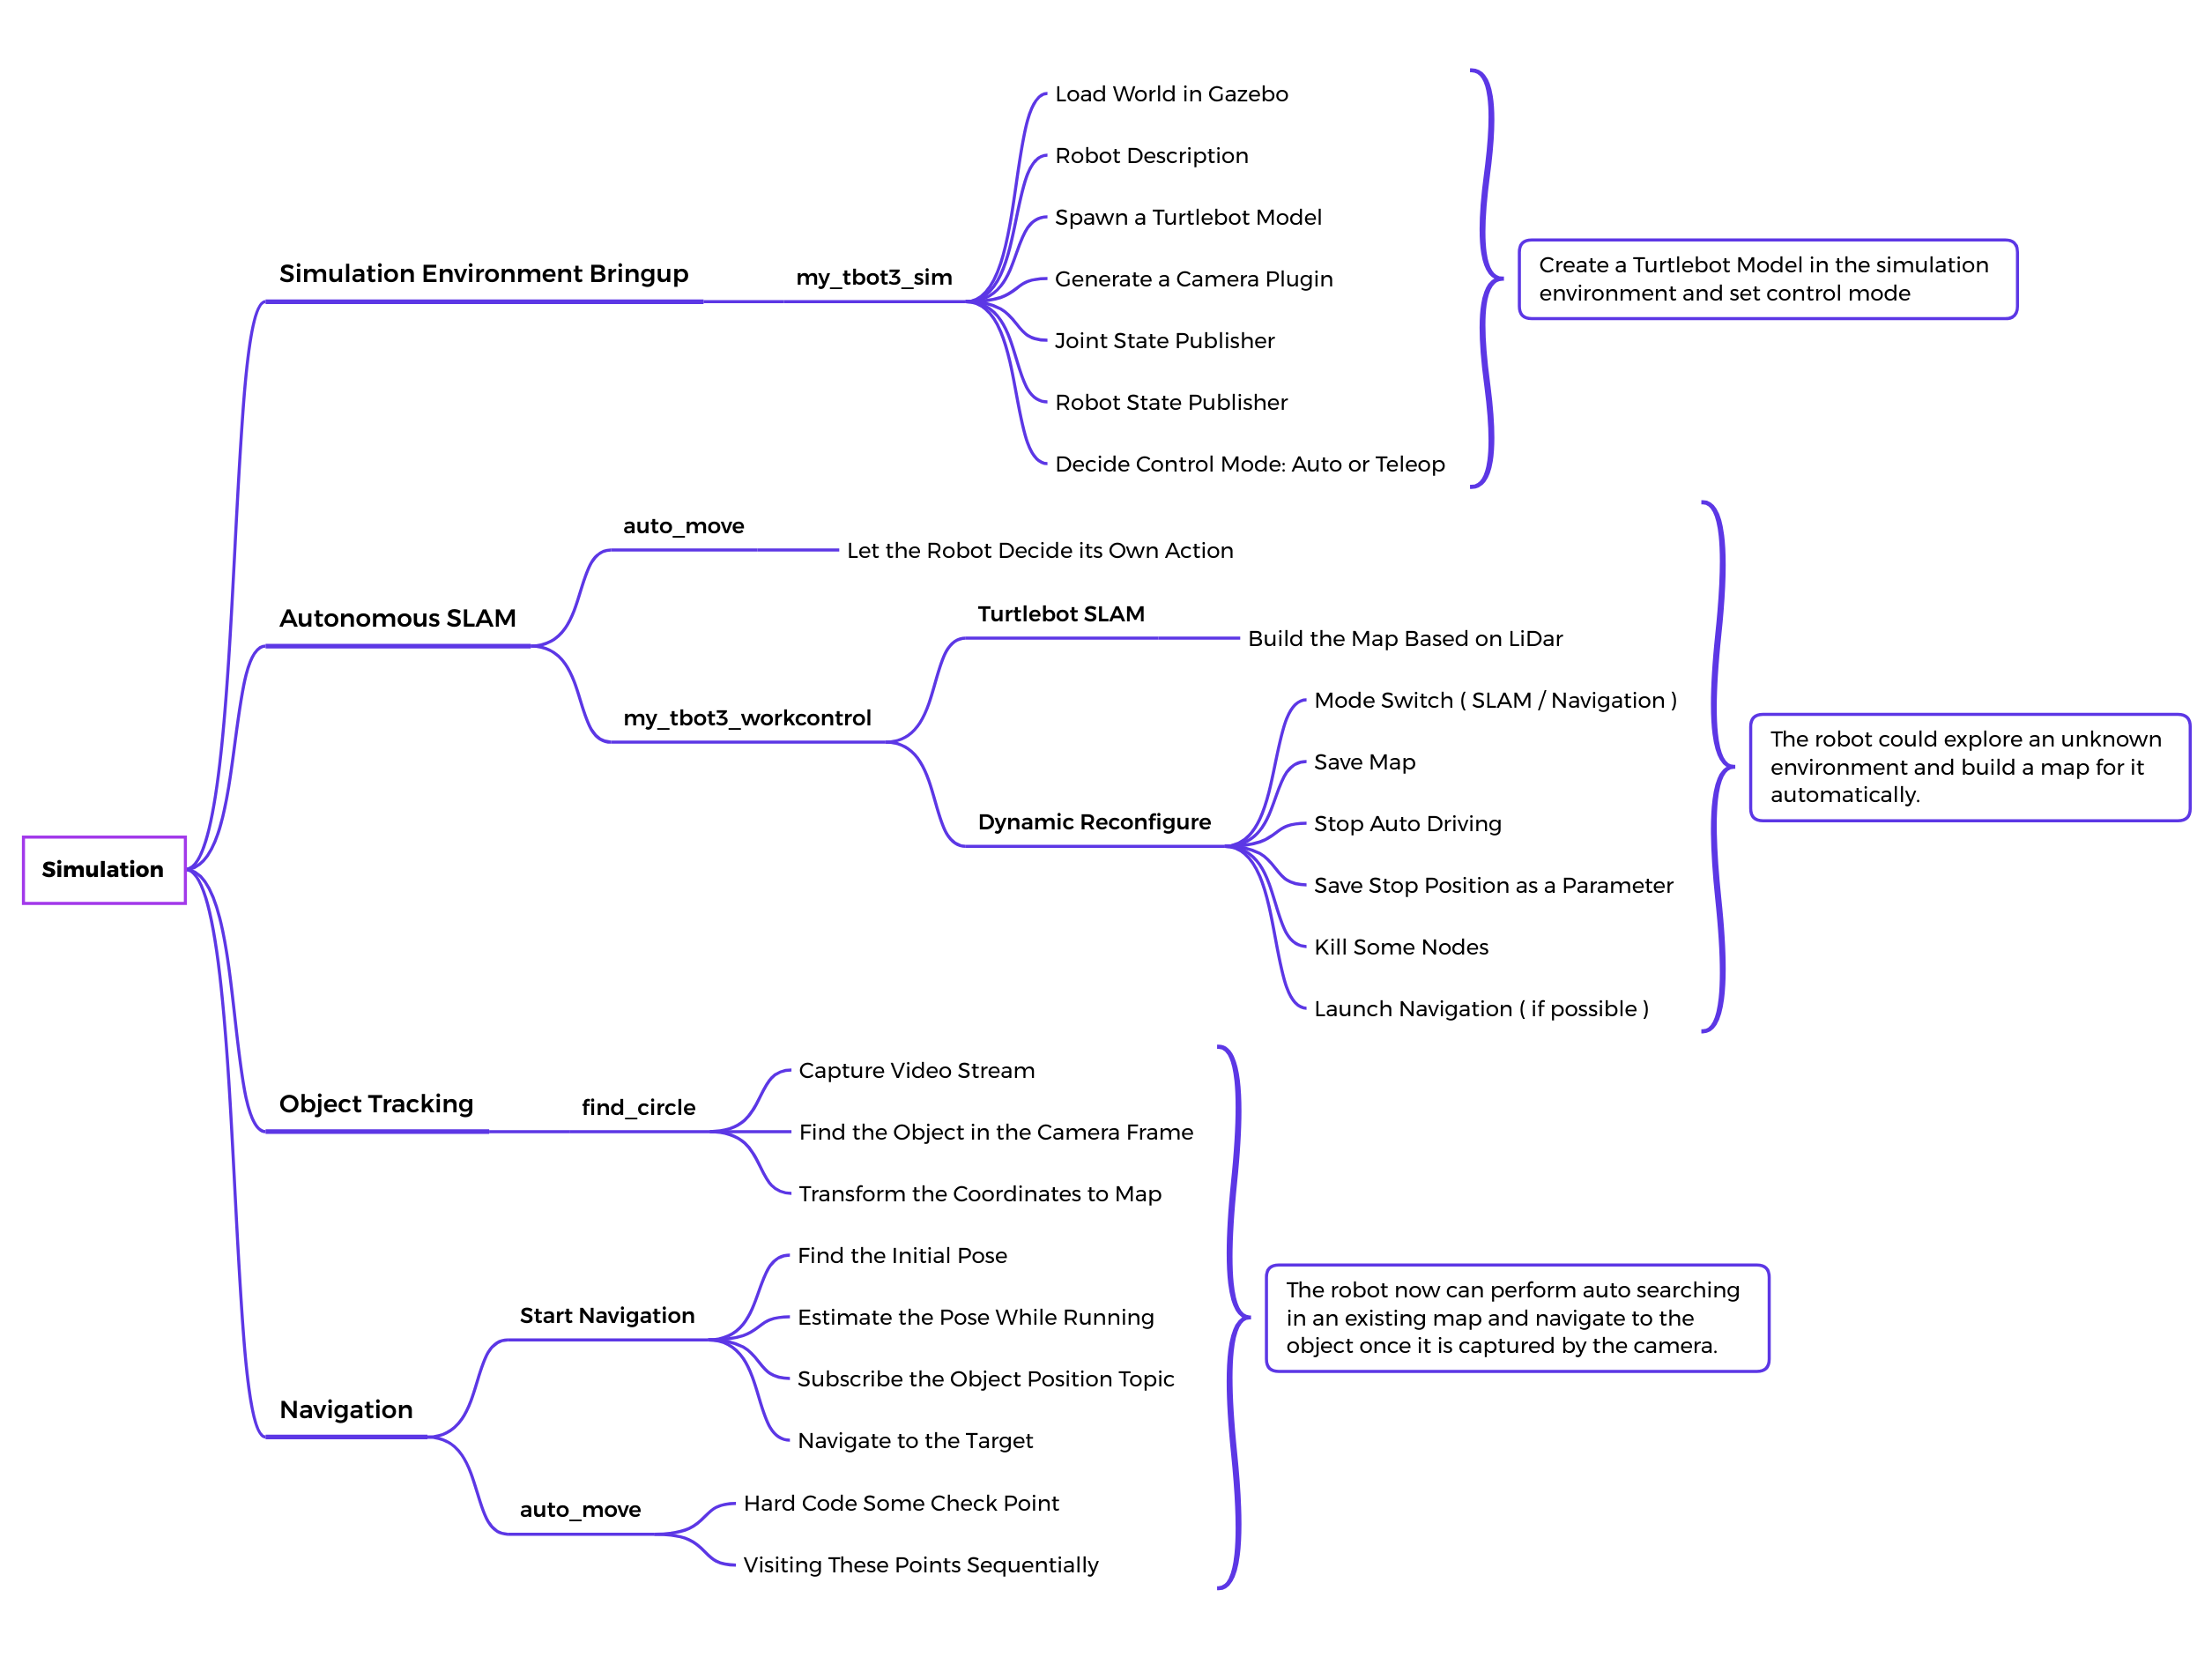 Simulation
Simulation Environment Bringup
my_tbot3_sim
Load World in Gazebo
Robot Description
Spawn a Turtlebot Model
Generate a Camera Plugin
Joint State Publisher
Robot State Publisher
Decide Control Mode: Auto or Teleop
Create a Turtlebot Model in the simulation
environment and set control mode
Autonomous SLAM
auto_move
Let the Robot Decide its Own Action
my_tbot3_workcontrol
Turtlebot SLAM
Build the Map Based on LiDar
Dynamic Reconfigure
Mode Switch ( SLAM / Navigation )
Save Map
Stop Auto Driving
Save Stop Position as a Parameter
Kill Some Nodes
Launch Navigation ( if possible )
The robot could explore an unknown
environment and build a map for it
automatically.
Object Tracking
find_circle
Capture Video Stream
Find the Object in the Camera Frame
Transform the Coordinates to Map
Navigation
Start Navigation
Find the Initial Pose
Estimate the Pose While Running
Subscribe the Object Position Topic
Navigate to the Target
auto_move
Hard Code Some Check Point
Visiting These Points Sequentially
The robot now can perform auto searching
in an existing map and navigate to the
object once it is captured by the camera.